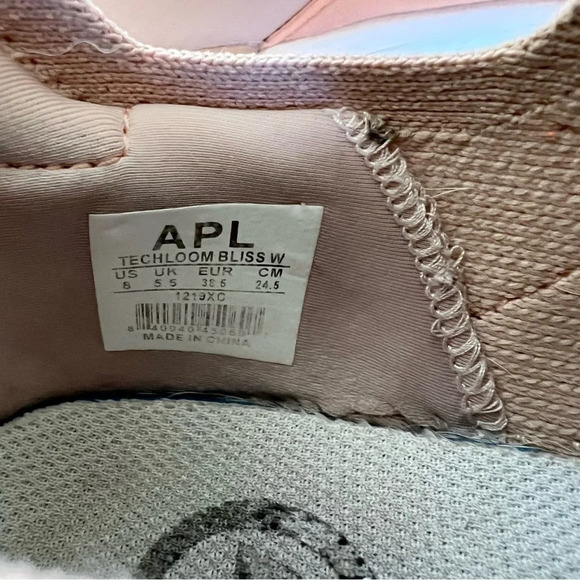 APL
TECHLOOM BLISS W
US UK EUR CM
8 5.5 38.5 24.5
1219XC
MADE IN CHINA